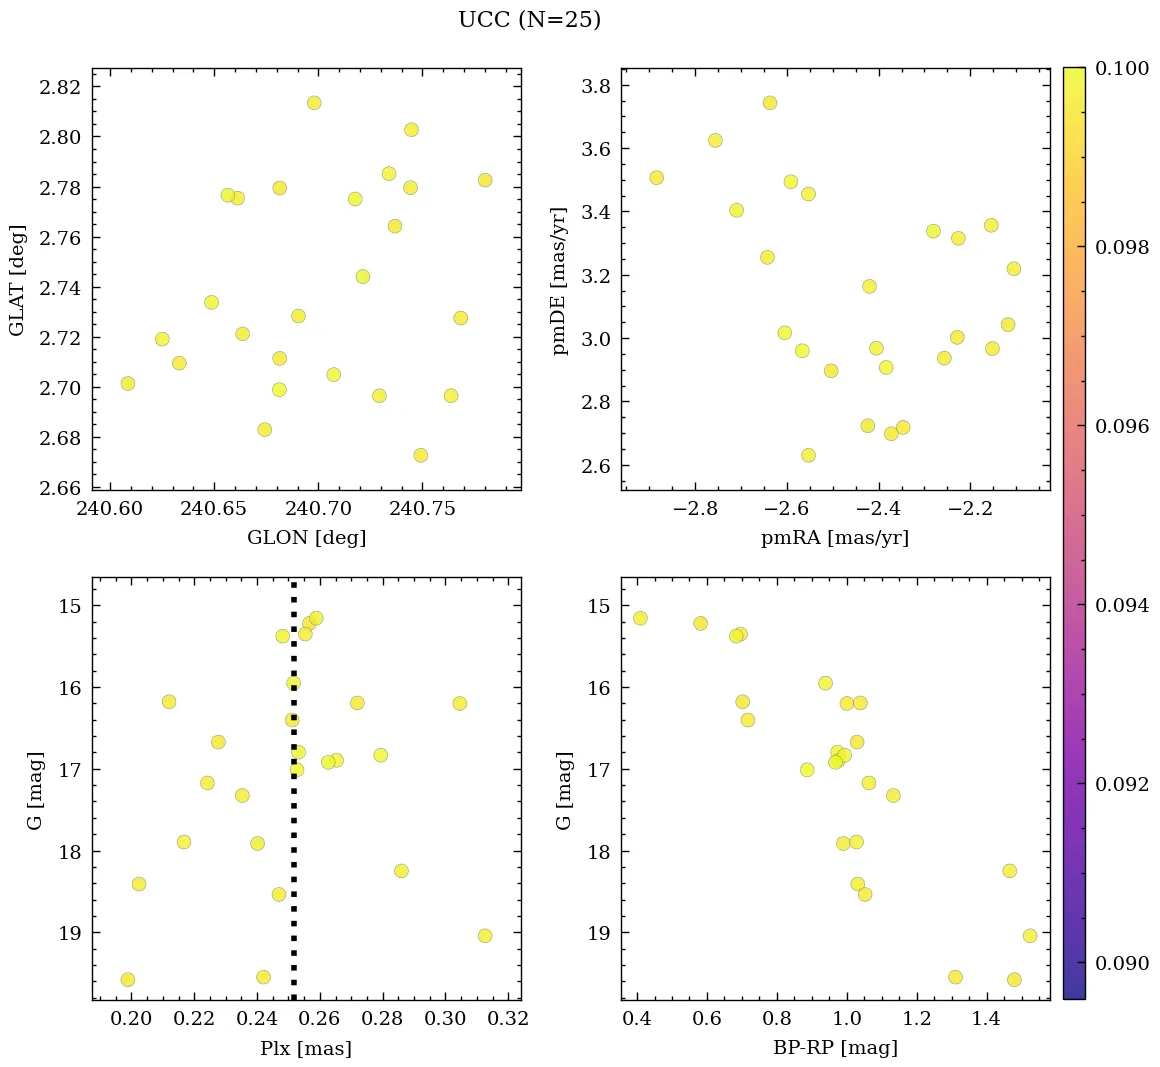 UCC (N=25)
2.82
2.80
2.78
2.76
2.74
2.72
2.70
2.68
2.66
GLAT [deg]
240.60 240.65 240.70 240.75
GLON [deg]
3.8
3.6
3.4
3.2
3.0
2.8
2.6
pmDE [mas/yr]
−2.8 −2.6 −2.4 −2.2
pmRA [mas/yr]
0.100
0.098
0.096
0.094
0.092
0.090
15
16
17
18
19
G [mag]
0.20 0.22 0.24 0.26 0.28 0.30 0.32
Plx [mas]
15
16
17
18
19
G [mag]
0.4 0.6 0.8 1.0 1.2 1.4
BP-RP [mag]